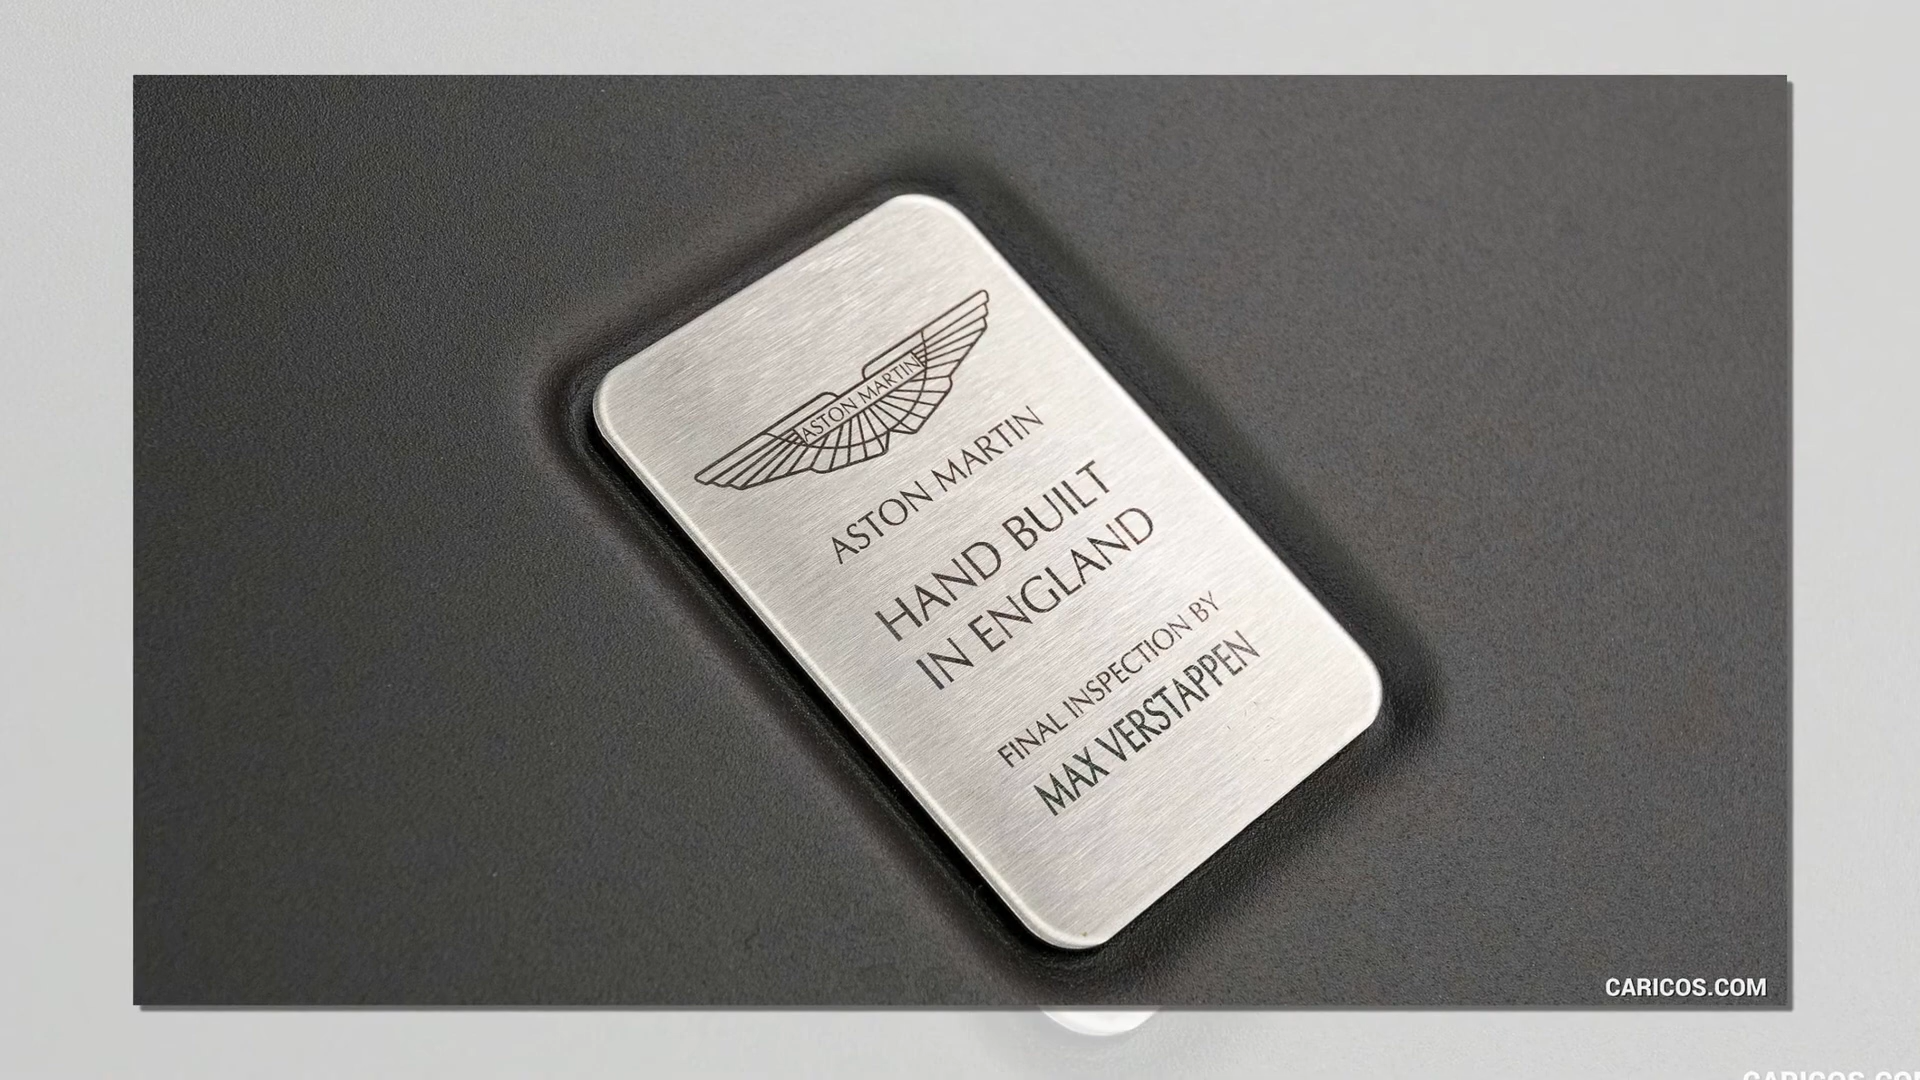 ASTON MARTIN
ASTON MARTIN
HAND BUILT
IN ENGLAND
FINAL INSPECTION BY
MAX VERSTAPPEN
CARICOS.COM